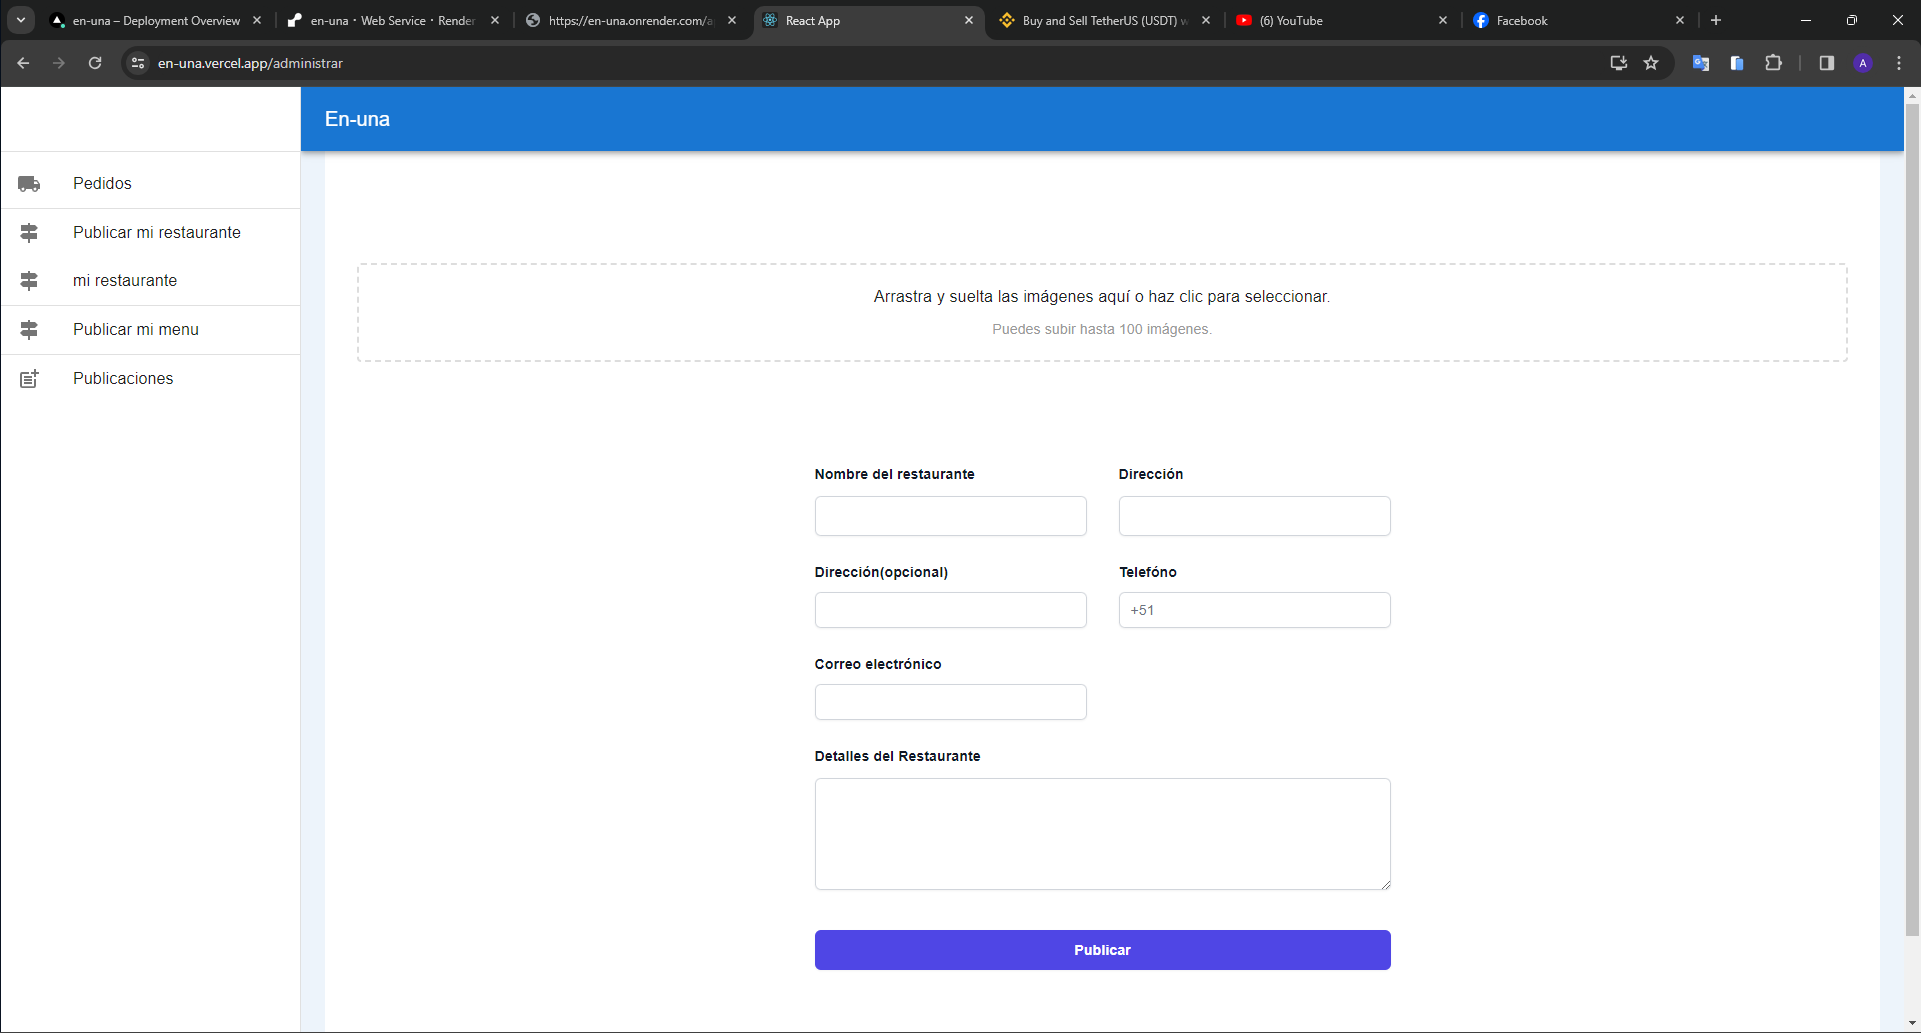 en-una – Deployment Overview
en-una · Web Service · Render
https://en-una.onrender.com/a
React App
Buy and Sell TetherUS (USDT) w
(6) YouTube
Facebook
en-una.vercel.app/administrar
A
En-una
Pedidos
Publicar mi restaurante
mi restaurante
Publicar mi menu
Publicaciones
Arrastra y suelta las imágenes aquí o haz clic para seleccionar.
Puedes subir hasta 100 imágenes.
Nombre del restaurante
Dirección
Dirección(opcional)
Telefóno
+51
Correo electrónico
Detalles del Restaurante
Publicar